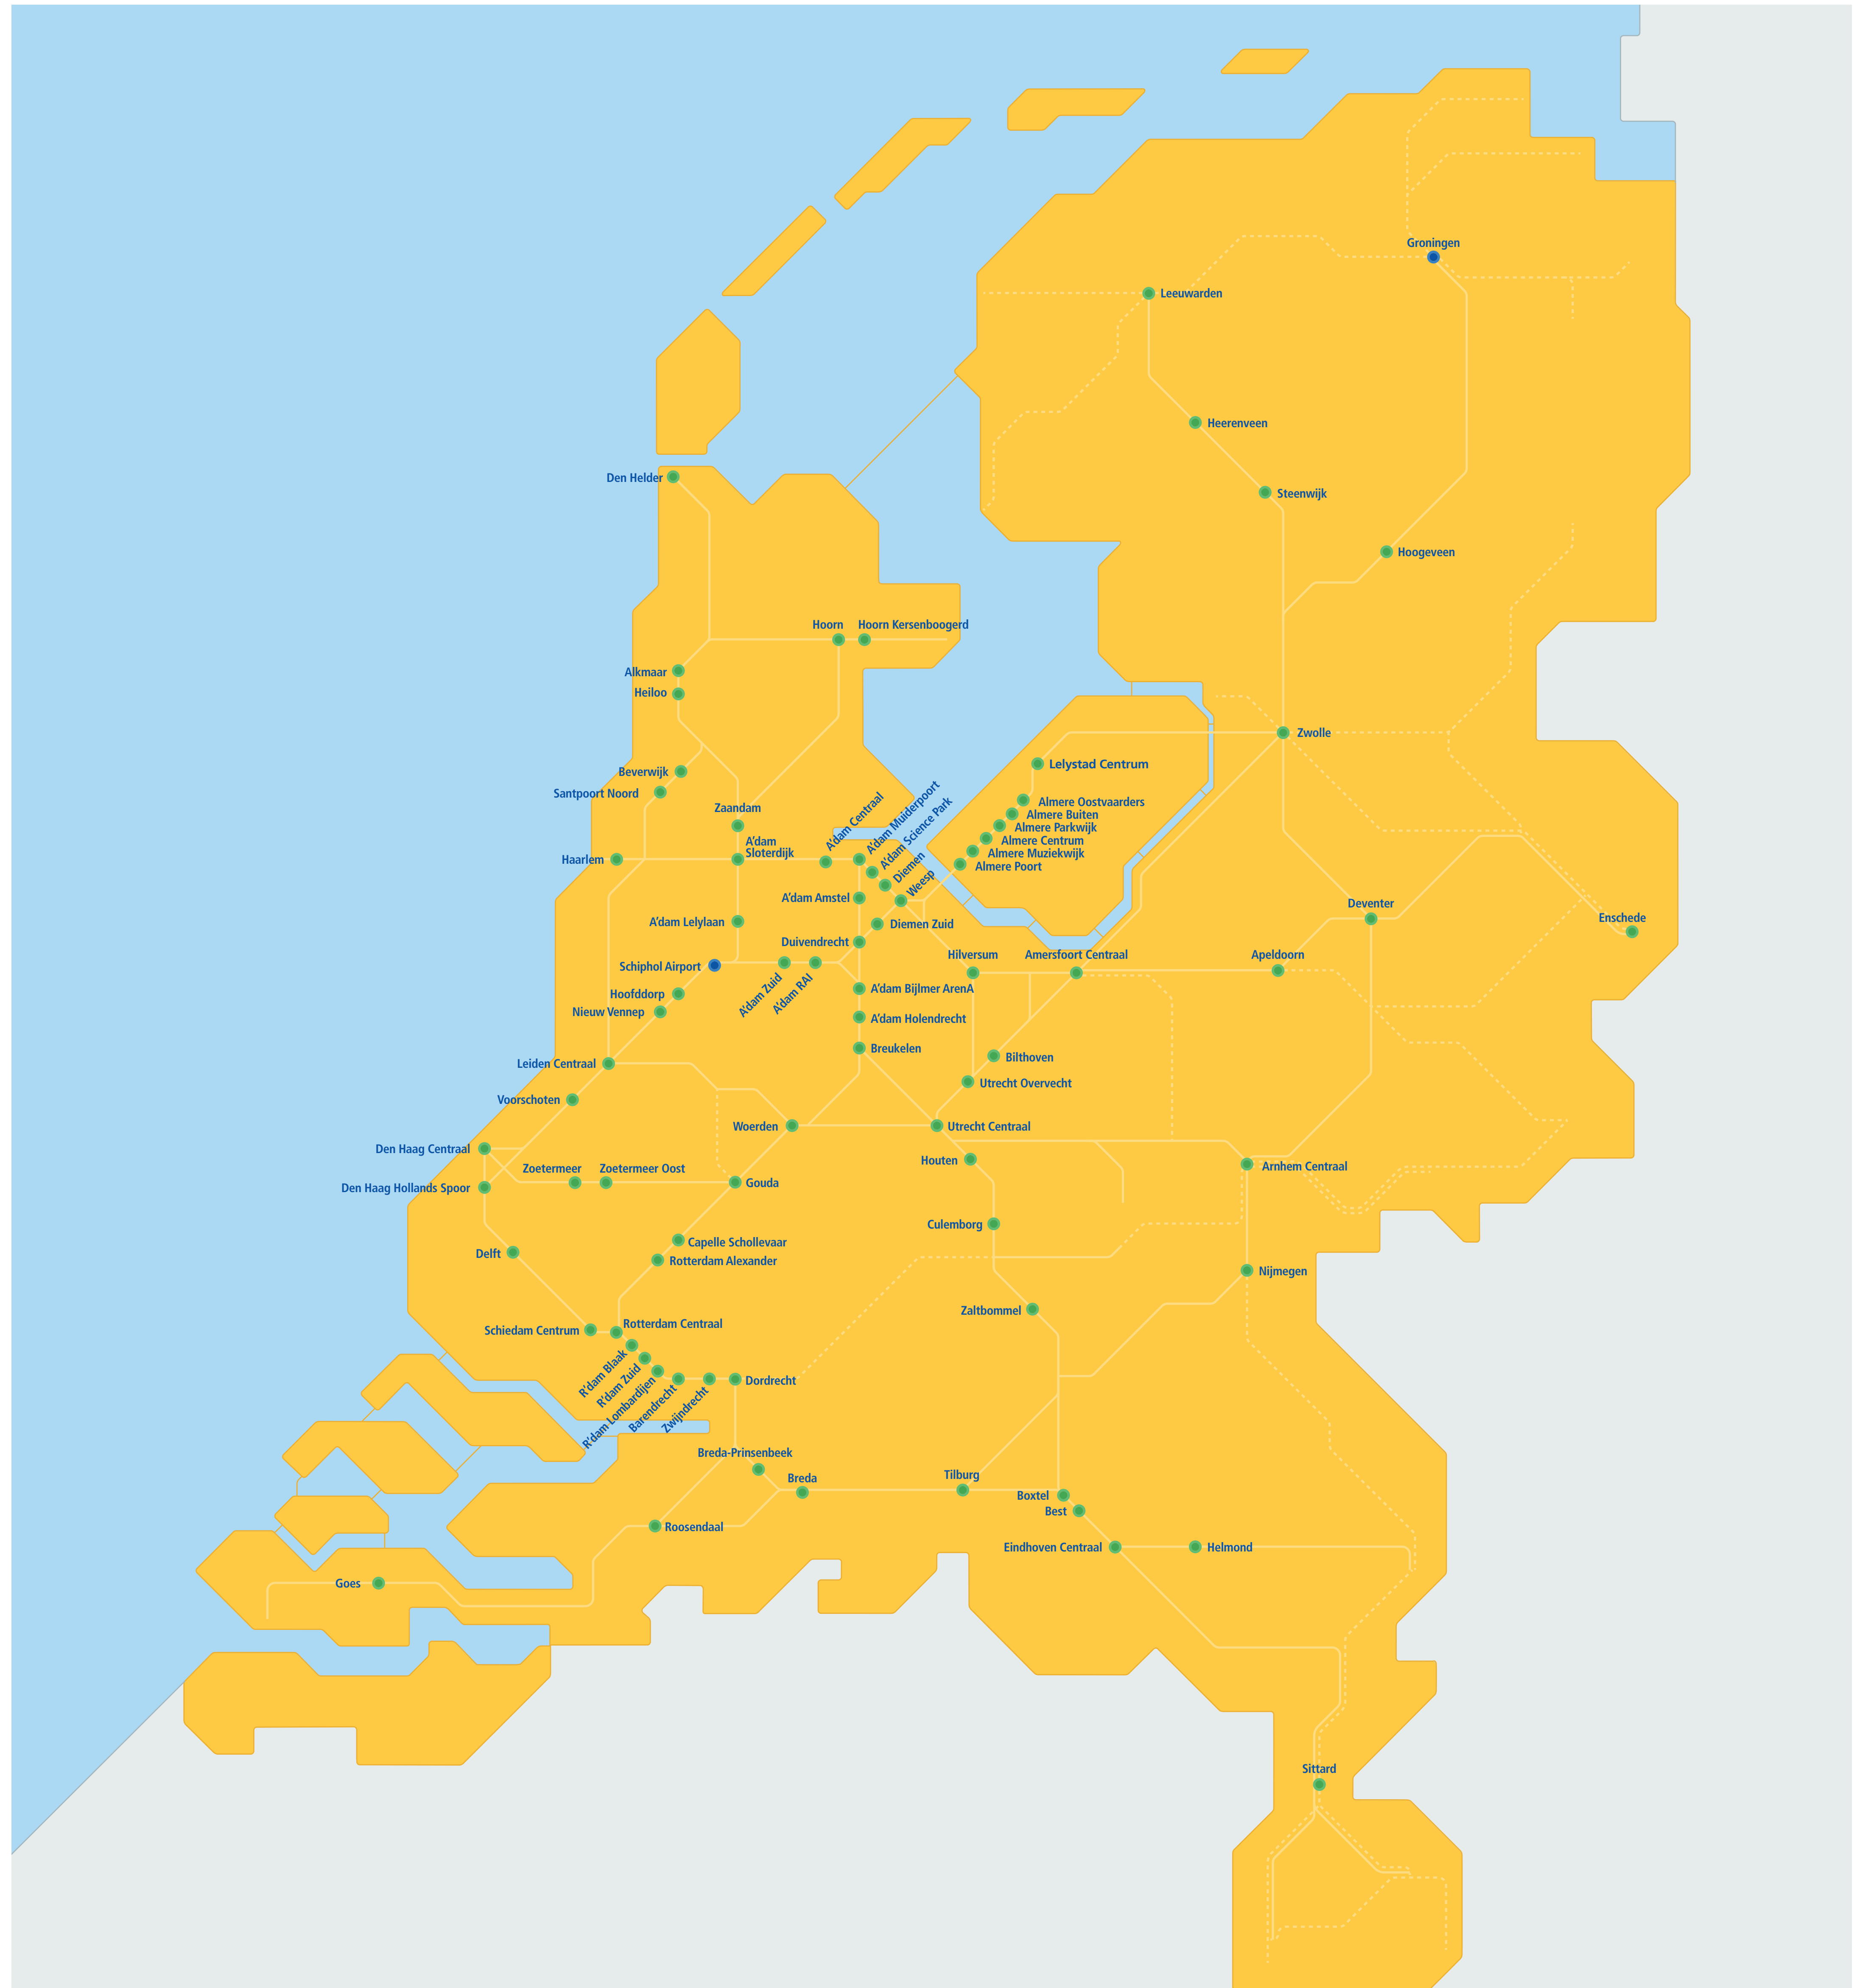 Groningen
Leeuwarden
Heerenveen
Den Helder
Steenwijk
Hoogeveen
Hoorn
Hoorn Kersenboogerd
Alkmaar
Heiloo
Zwolle
Lelystad Centrum
Beverwijk
Santpoort Noord
Zaandam
A'dam Centraal
A'dam Muiderpoort
A'dam Science Park
Diemen
Weesp
Almere Oostvaarders
Almere Buiten
Almere Parkwijk
Almere Centrum
Almere Muziekwijk
Almere Poort
A'dam
Sloterdijk
Haarlem
A'dam Amstel
Deventer
Enschede
A'dam Lelylaan
Diemen Zuid
Duivendrecht
Hilversum
Amersfoort Centraal
Apeldoorn
Schiphol Airport
A'dam Zuid
A'dam RAI
A'dam Bijlmer ArenA
Hoofddorp
Nieuw Vennep
A'dam Holendrecht
Breukelen
Bilthoven
Leiden Centraal
Utrecht Overvecht
Voorschoten
Woerden
Utrecht Centraal
Den Haag Centraal
Houten
Arnhem Centraal
Zoetermeer
Zoetermeer Oost
Den Haag Hollands Spoor
Gouda
Culemborg
Capelle Schollevaar
Delft
Rotterdam Alexander
Nijmegen
Zaltbommel
Rotterdam Centraal
Schiedam Centrum
R'dam Blaak
R'dam Zuid
R'dam Lombardijen
Barendrecht
Zwijndrecht
Dordrecht
Breda-Prinsenbeek
Breda
Tilburg
Boxtel
Best
Roosendaal
Eindhoven Centraal
Helmond
Goes
Sittard